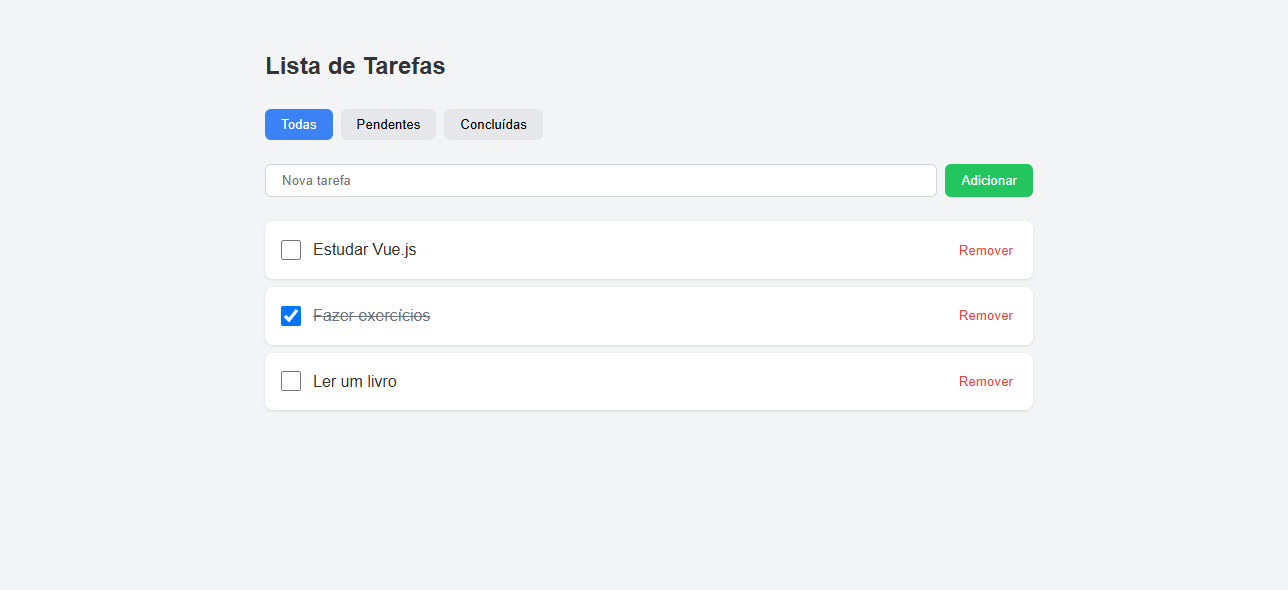 Lista de Tarefas
Todas Pendentes Concluídas
Nova tarefa Adicionar
Estudar Vue.js Remover
Fazer exercícios Remover
Ler um livro Remover